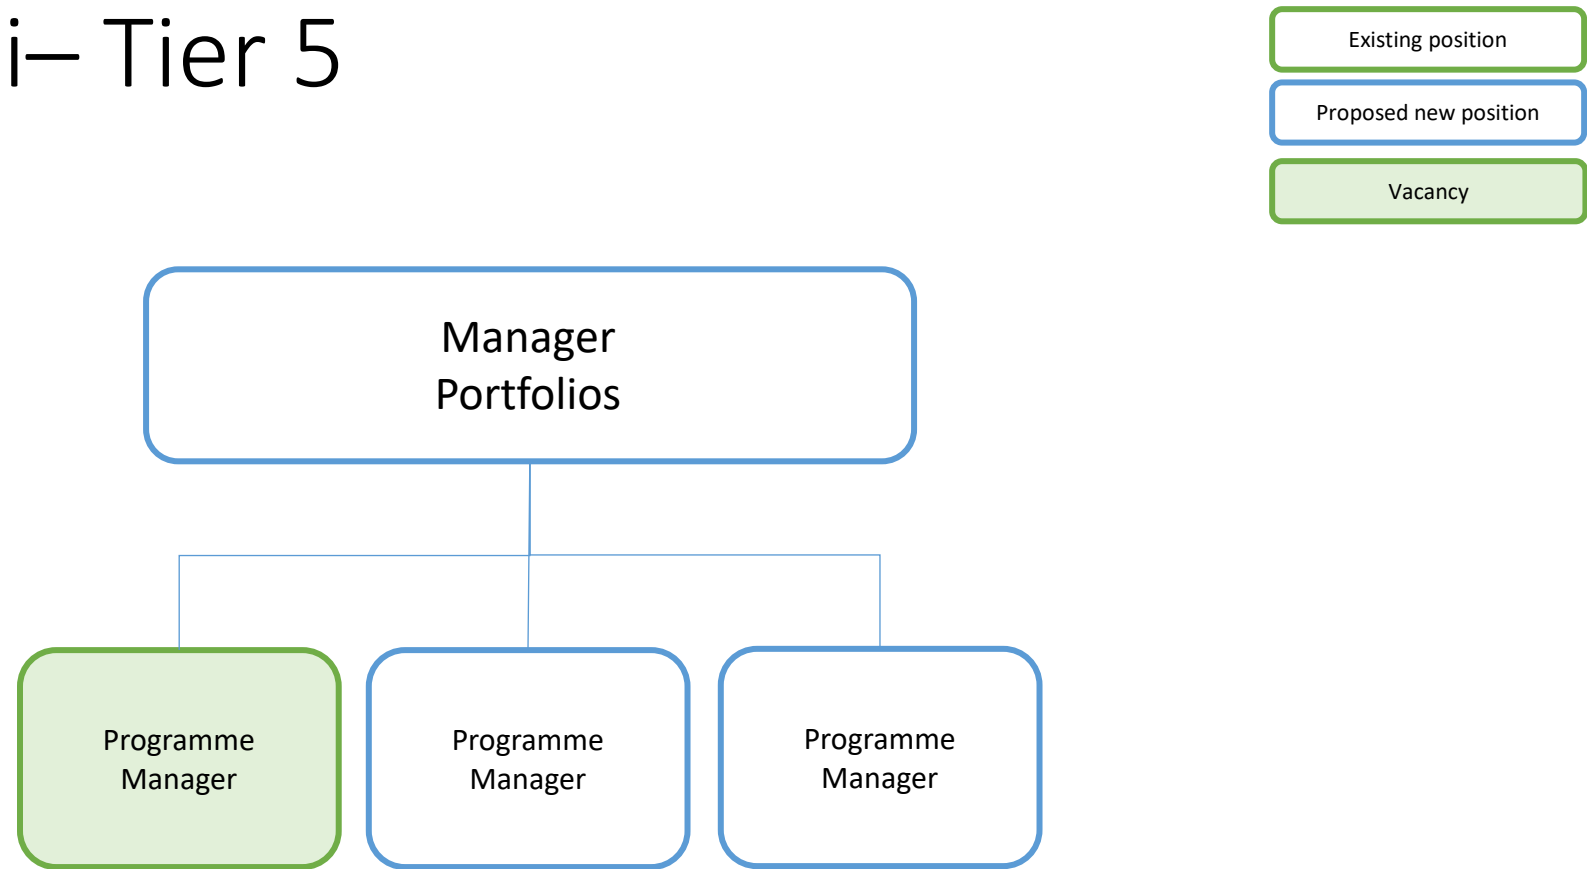 i– Tier 5
Existing position
Proposed new position
Vacancy
Manager
Portfolios
Programme
Manager
Programme
Manager
Programme
Manager